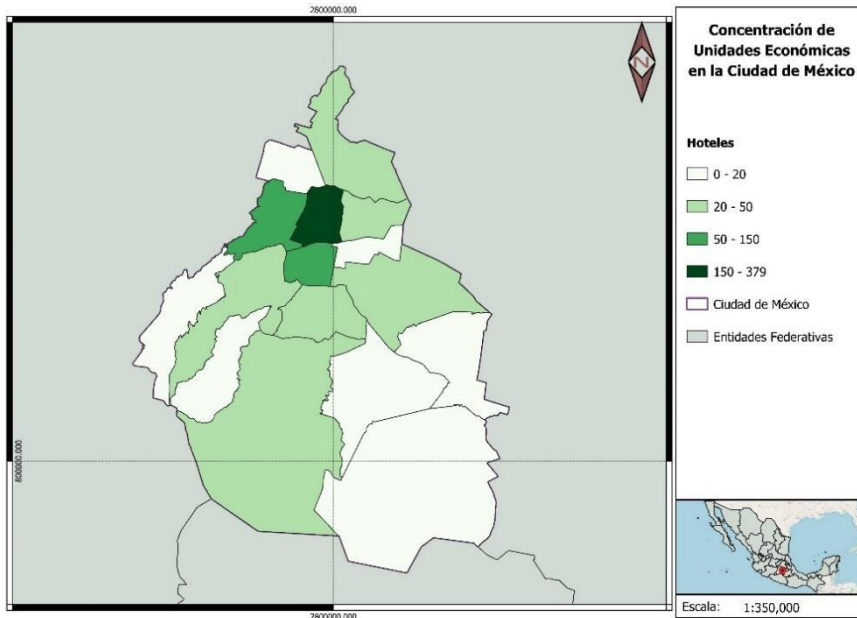 2800000.000
Concentración de
Unidades Económicas
en la Ciudad de México
N
Hoteles
0 - 20
20 - 50
50 - 150
150 - 379
Ciudad de México
Entidades Federativas
800000.000
2800000.000
Escala: 1:350,000